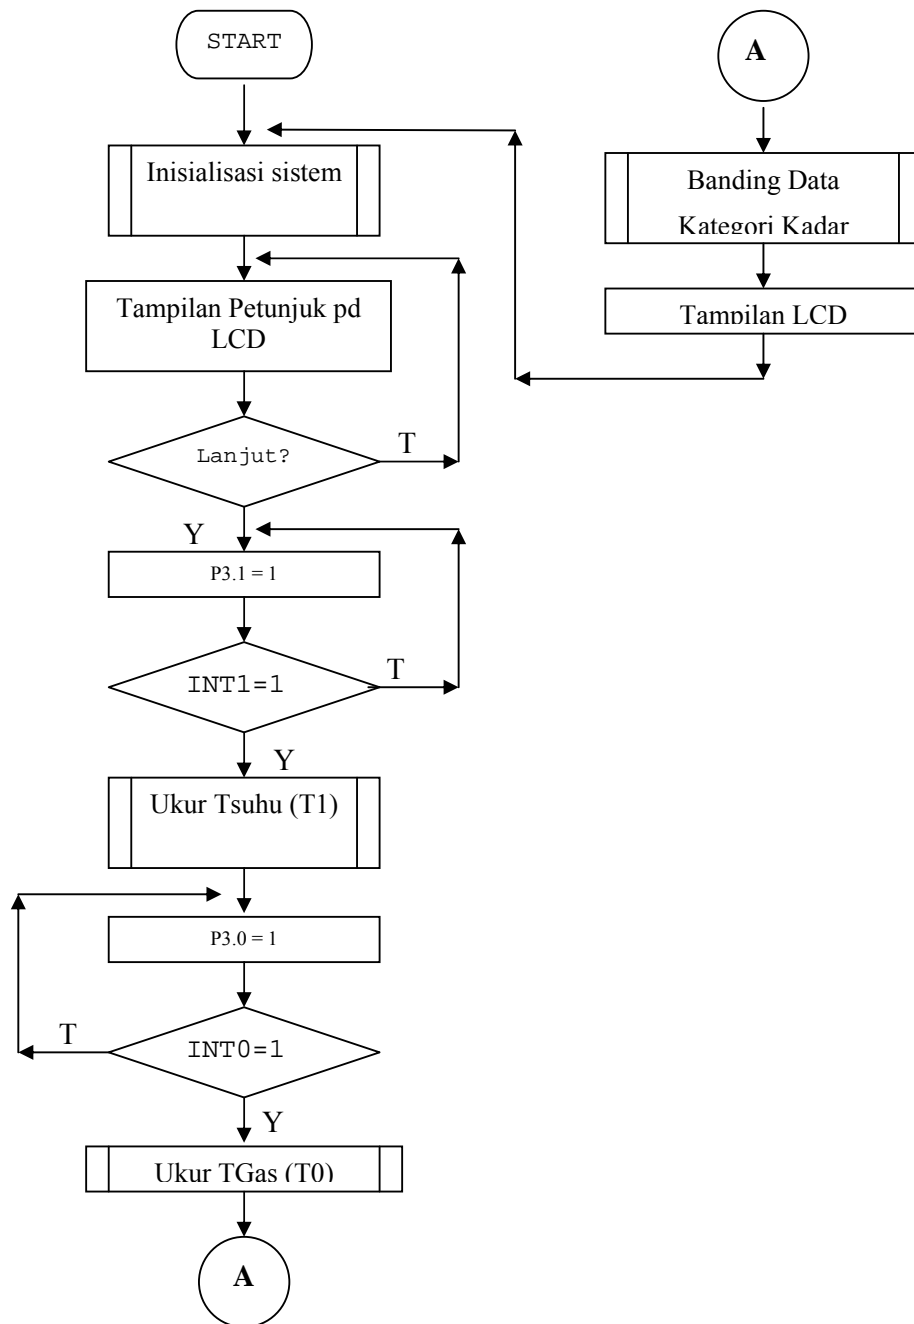 START
Inisialisasi sistem
Tampilan Petunjuk pd
LCD
Lanjut?
T
Y
P3.1 = 1
INT1=1
T
Y
Ukur Tsuhu (T1)
P3.0 = 1
INT0=1
T
Y
Ukur TGas (T0)
A
A
Banding Data
Kategori Kadar
Tampilan LCD